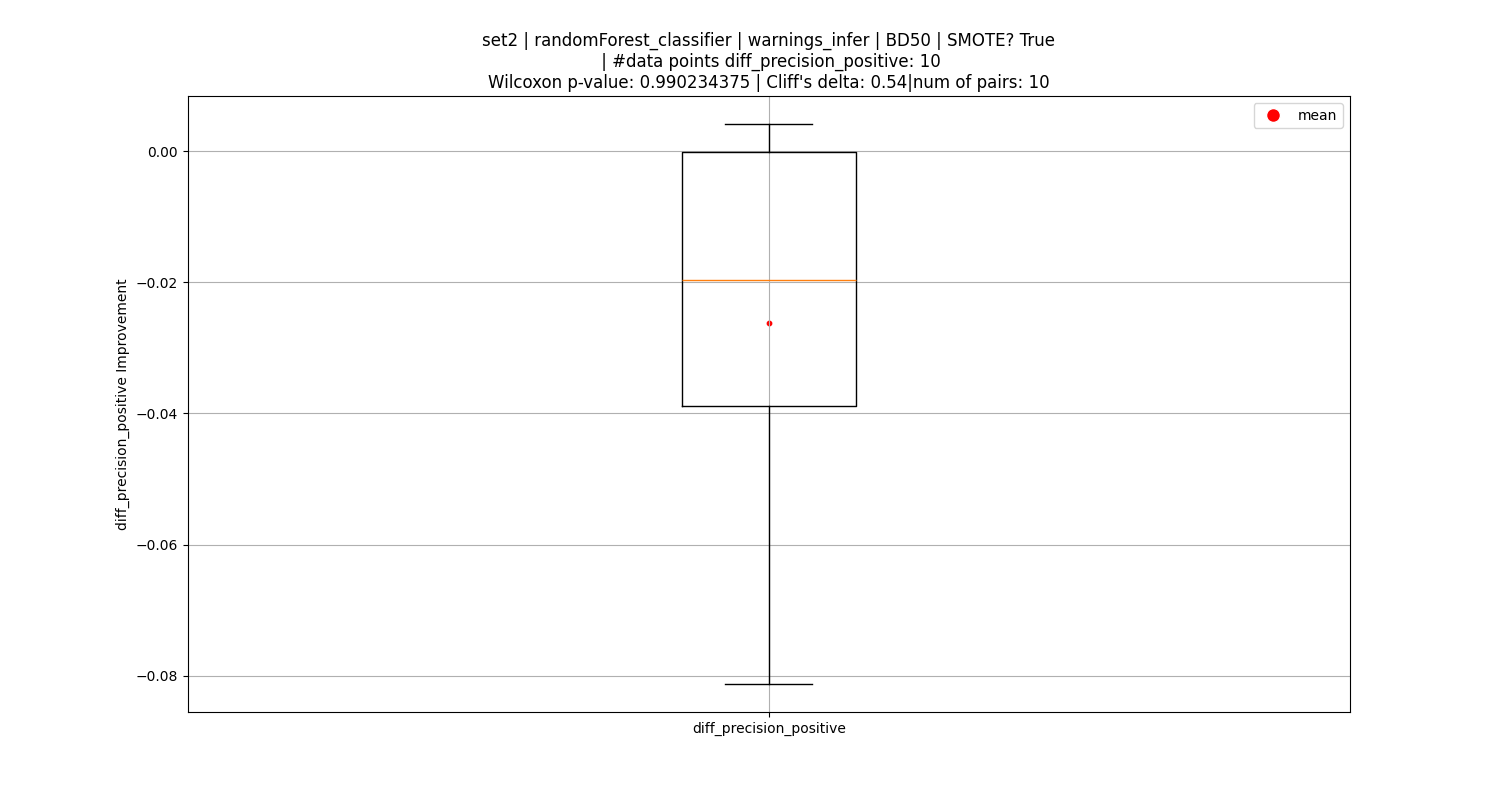 set2 | randomForest_classifier | warnings_infer | BD50 | SMOTE? True
| #data points diff_precision_positive: 10
Wilcoxon p-value: 0.990234375 | Cliff's delta: 0.54|num of pairs: 10
mean
0.00
−0.02
−0.04
−0.06
−0.08
diff_precision_positive Improvement
diff_precision_positive